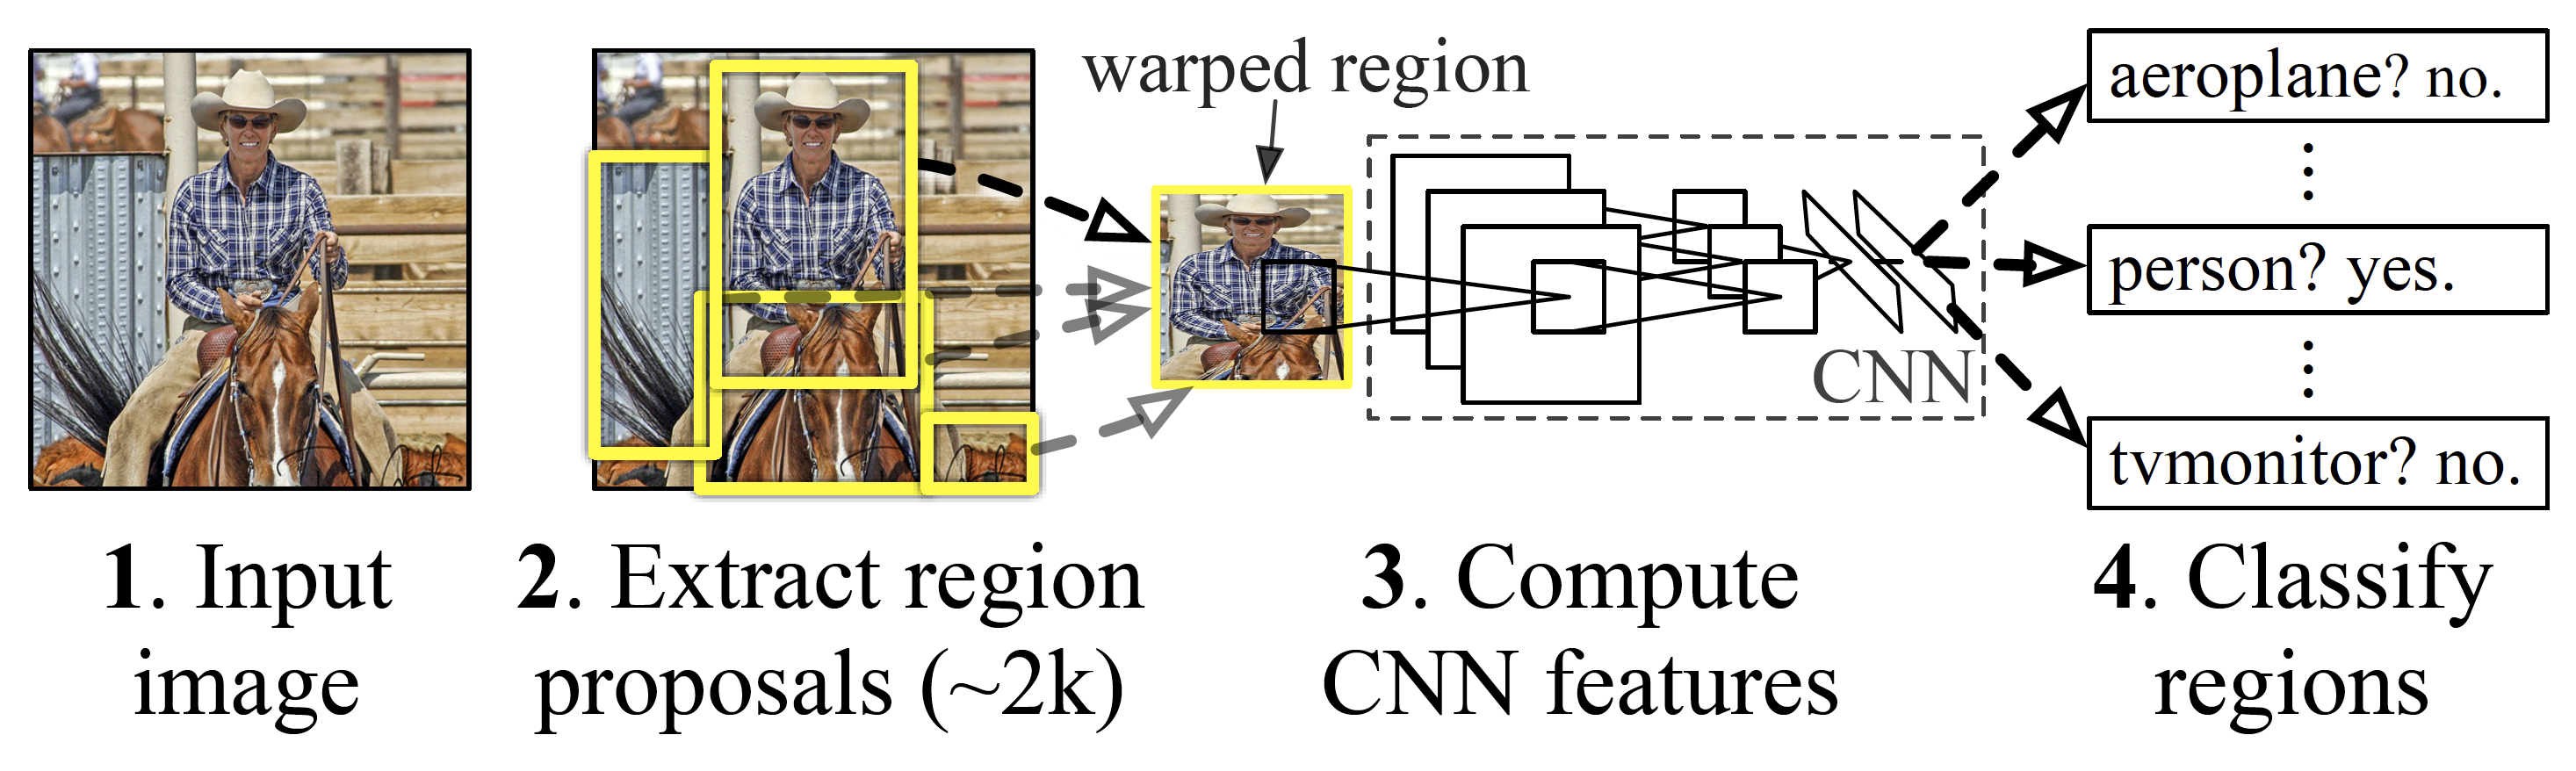 warped region
aeroplane? no.
person? yes.
CNN
tvmonitor? no.
1. Input
image
2. Extract region
proposals (~2k)
3. Compute
CNN features
4. Classify
regions